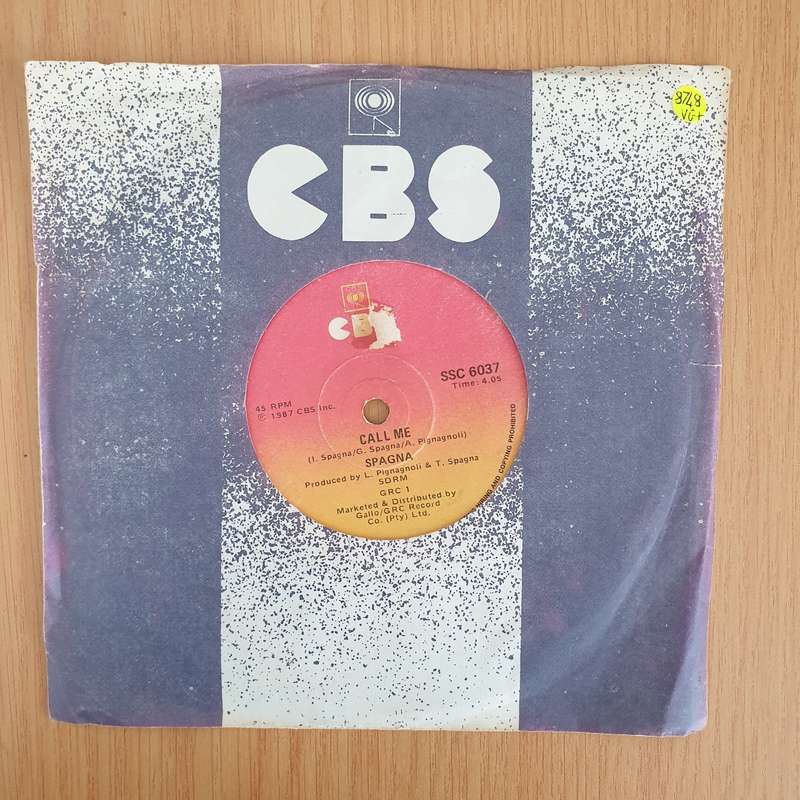 CBS
8748
VG+
CB
SSC 6037
Time: 4.05
45 RPM
℗ 1987 CBS Inc.
CALL ME
(I. Spagna/G. Spagna/A. Pignagnoli)
SPAGNA
Produced by L. Pignagnoli & T. Spagna
SDRM
GRC 1
Marketed & Distributed by
Gallo/GRC Record
Co. (Pty) Ltd.
AND COPYING PROHIBITED